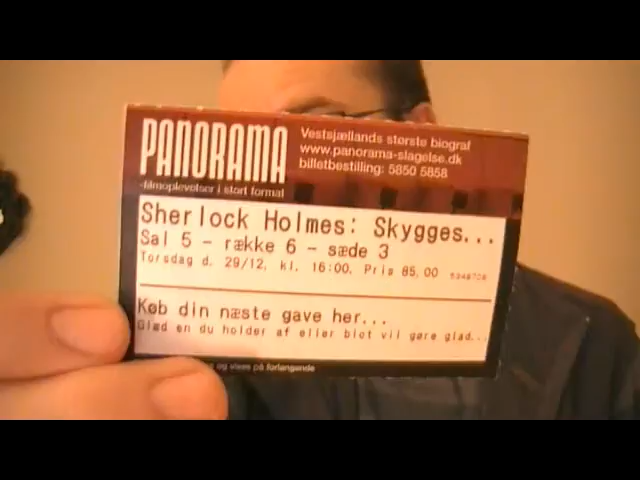 PANORAMA
Vestsjællands største biograf
www.panorama-slagelse.dk
billetbestilling: 5850 5858
-filmoplevelser i stort format
Sherlock Holmes: Skygges...
Sal 5 - række 6 - sæde 3
Torsdag d. 29/12, kl. 16:00, Pris 85,00
Køb din næste gave her...
Glæd en du holder af eller blot vil gøre glad...
og vises på forlangende